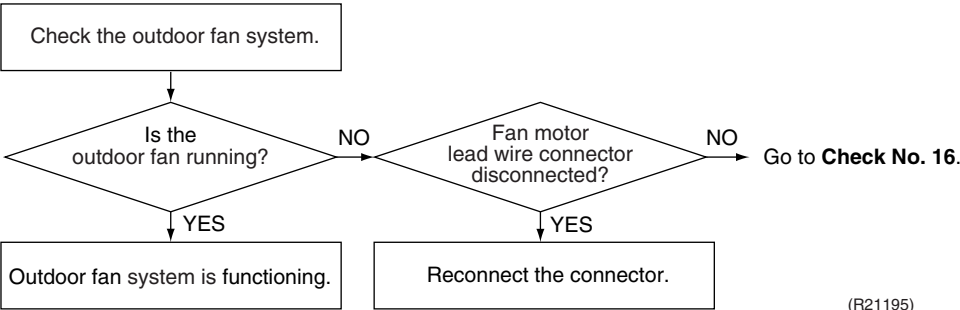 Check the outdoor fan system.
Is the
outdoor fan running?
NO
Fan motor
lead wire connector
disconnected?
NO
Go to Check No. 16.
YES
YES
Outdoor fan system is functioning.
Reconnect the connector.
(R21195)